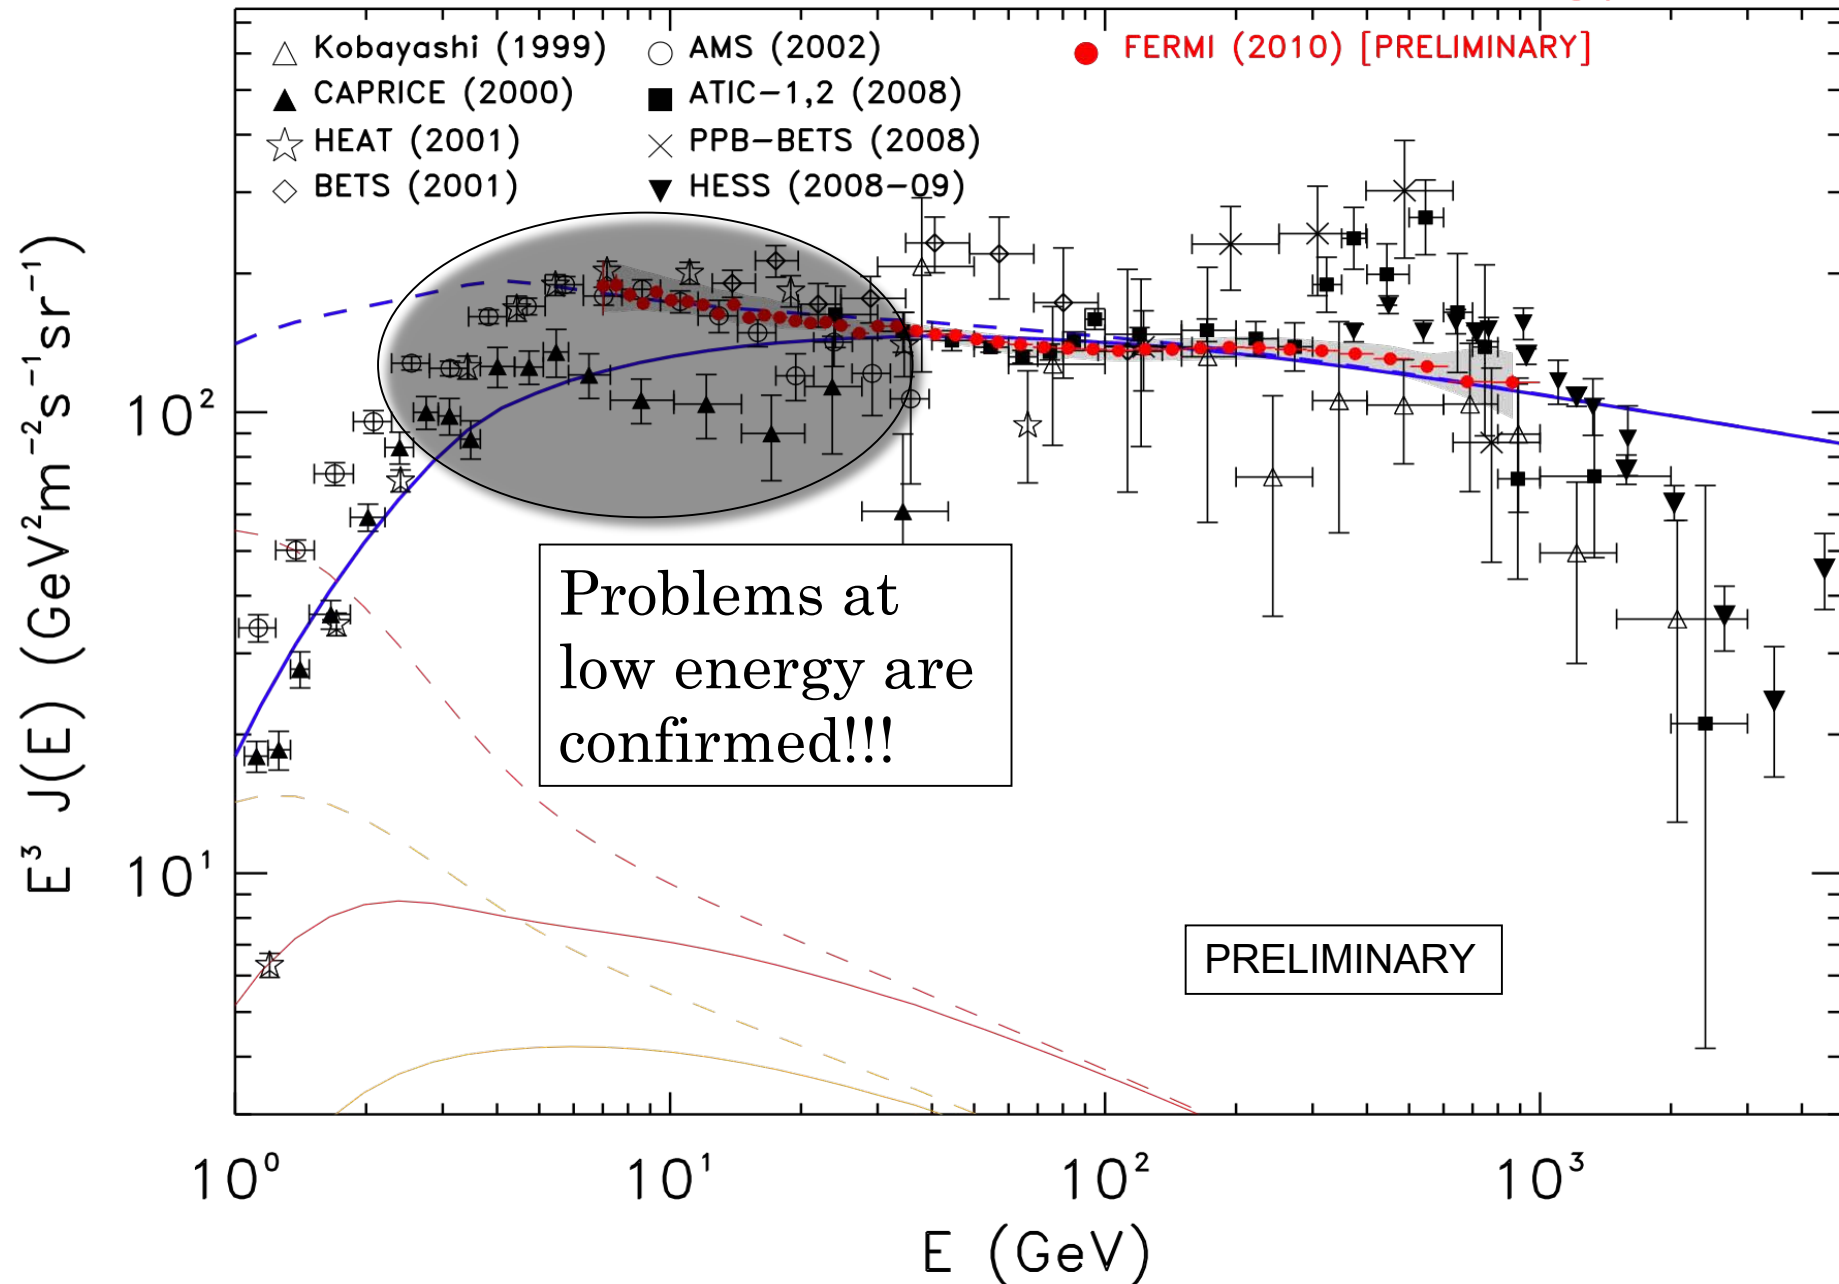 Kobayashi (1999)
CAPRICE (2000)
HEAT (2001)
BETS (2001)
AMS (2002)
ATIC-1,2 (2008)
PPB-BETS (2008)
HESS (2008-09)
FERMI (2010) [PRELIMINARY]
E³ J(E) (GeV²m⁻²s⁻¹sr⁻¹)
10²
10¹
Problems at
low energy are
confirmed!!!
PRELIMINARY
10⁰ 10¹ 10² 10³
E (GeV)